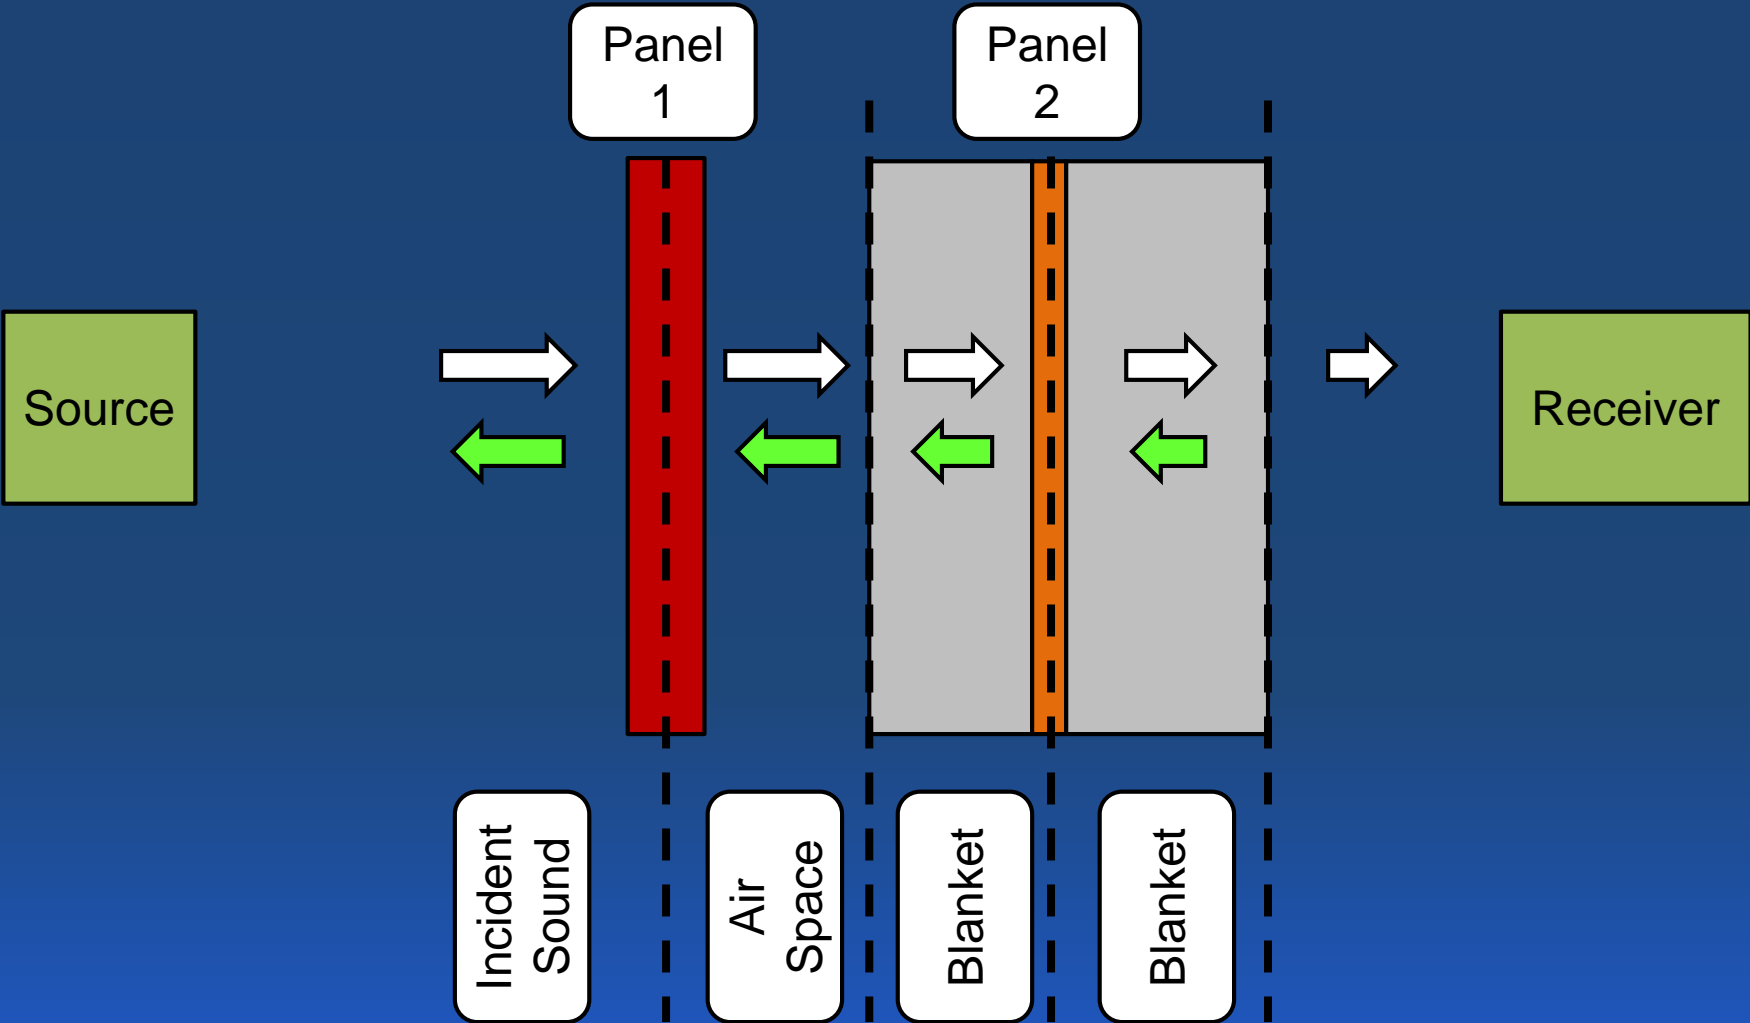 Panel
1
Panel
2
Source
Receiver
Incident
Sound
Air
Space
Blanket
Blanket